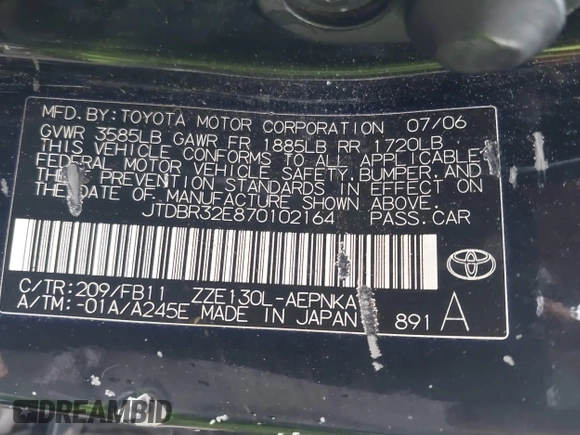 MFD. BY: TOYOTA MOTOR CORPORATION 07/06
GVWR 3585LB GAWR FR 1885LB RR 1720LB
THIS VEHICLE CONFORMS TO ALL APPLICABLE
FEDERAL MOTOR VEHICLE SAFETY, BUMPER, AND
THEFT PREVENTION STANDARDS IN EFFECT ON
THE DATE OF MANUFACTURE SHOWN ABOVE.
JTDBR32E870102164 PASS. CAR
C/TR: 209/FB11 ZZE130L-AEPNKA
A/TM: -01A/A245E MADE IN JAPAN 891 A
DREAMBID